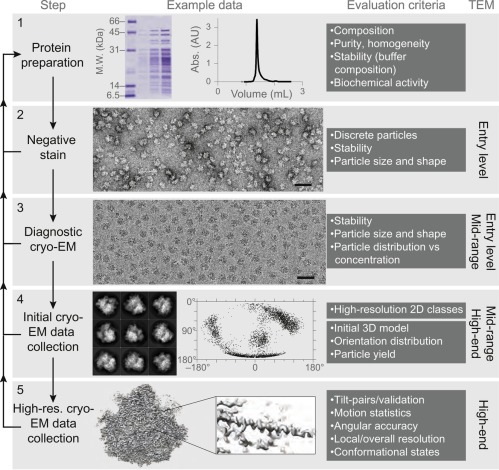 Step Example data Evaluation criteria TEM
1
Protein
preparation
M.W. (kDa)
66
45
31
14
6.5
Abs. (AU)
3
2
1
0
0 1 2 3
Volume (mL)
•Composition
•Purity, homogeneity
•Stability (buffer
composition)
•Biochemical activity
2
Negative
stain
•Discrete particles
•Stability
•Particle size and shape
Entry level
3
Diagnostic
cryo-EM
•Stability
•Particle size and shape
•Particle distribution vs
concentration
Entry level
Mid-range
4
Initial cryo-
EM data
collection
0°
90°
180°
−180° 0° 180°
•High-resolution 2D classes
•Initial 3D model
•Orientation distribution
•Particle yield
Mid-range
High-end
5
High-res. cryo-
EM data
collection
•Tilt-pairs/validation
•Motion statistics
•Angular accuracy
•Local/overall resolution
•Conformational states
High-end